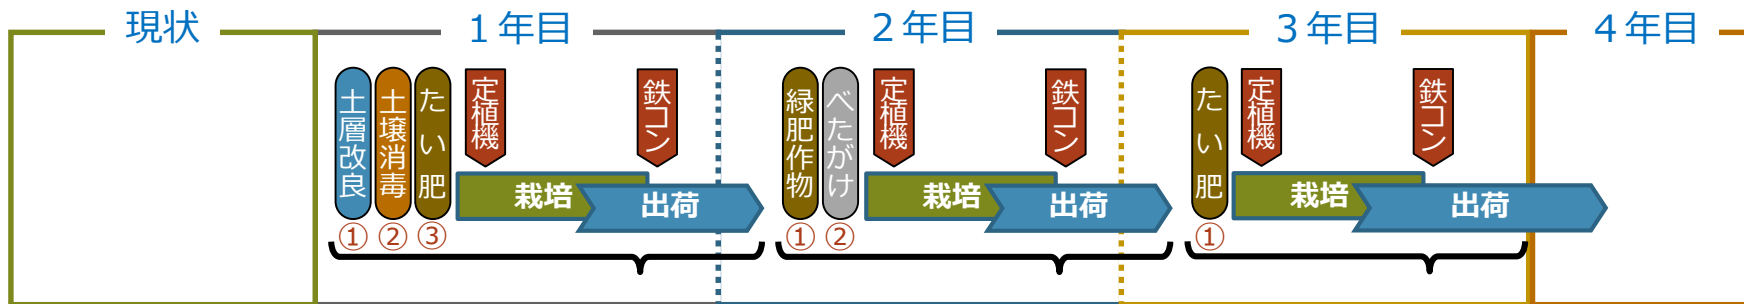 現状
１年目
２年目
３年目
４年目
土層改良
土壌消毒
たい肥
定植機
鉄コン
緑肥作物
べたがけ
定植機
鉄コン
たい肥
定植機
鉄コン
栽培
出荷
栽培
出荷
栽培
出荷
①
②
③
①
②
①